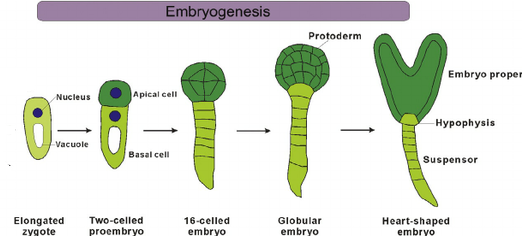 Embryogenesis
Protoderm
Nucleus
Apical cell
Embryo proper
Hypophysis
Vacuole
Basal cell
Suspensor
Elongated
zygote
Two-celled
proembryo
16-celled
embryo
Globular
embryo
Heart-shaped
embryo